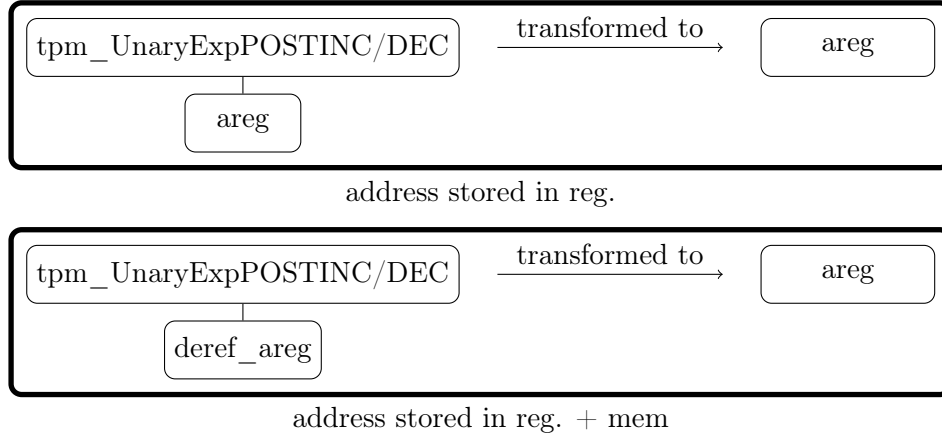 tpm_UnaryExpPOSTINC/DEC transformed to areg
areg
address stored in reg.
tpm_UnaryExpPOSTINC/DEC transformed to areg
deref_areg
address stored in reg. + mem